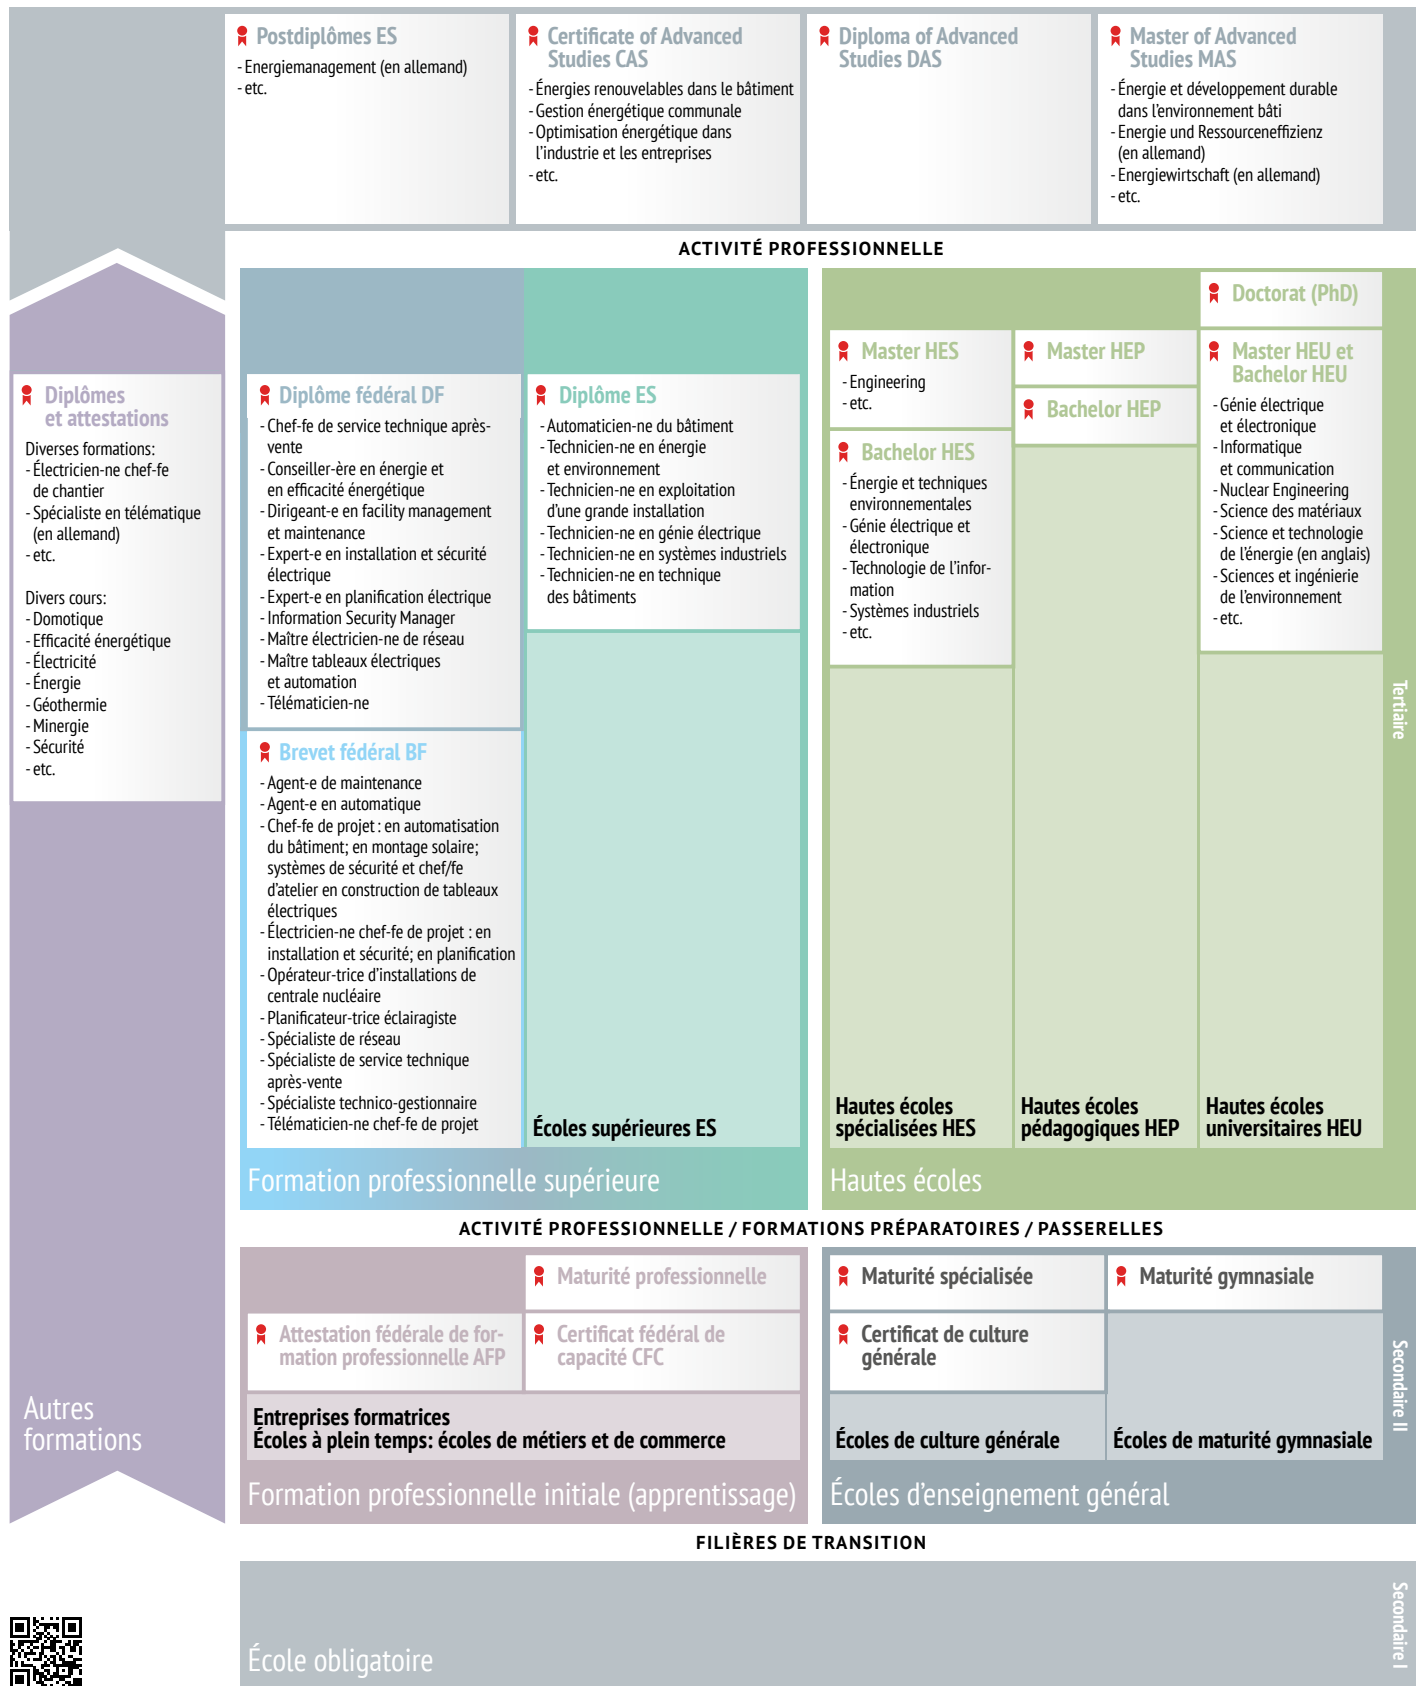 Postdiplômes ES
- Energiemanagement (en allemand)
- etc.
Certificate of Advanced
Studies CAS
- Énergies renouvelables dans le bâtiment
- Gestion énergétique communale
- Optimisation énergétique dans
l'industrie et les entreprises
- etc.
Diploma of Advanced
Studies DAS
Master of Advanced
Studies MAS
- Énergie et développement durable
dans l'environnement bâti
- Energie und Ressourceneffizienz
(en allemand)
- Energiewirtschaft (en allemand)
- etc.
ACTIVITÉ PROFESSIONNELLE
Diplômes
et attestations
Diverses formations:
- Électricien-ne chef-fe
de chantier
- Spécialiste en télématique
(en allemand)
- etc.
Divers cours:
- Domotique
- Efficacité énergétique
- Électricité
- Énergie
- Géothermie
- Minergie
- Sécurité
- etc.
Autres
formations
Diplôme fédéral DF
- Chef-fe de service technique après-
vente
- Conseiller-ère en énergie et
en efficacité énergétique
- Dirigeant-e en facility management
et maintenance
- Expert-e en installation et sécurité
électrique
- Expert-e en planification électrique
- Information Security Manager
- Maître électricien-ne de réseau
- Maître tableaux électriques
et automation
- Télématicien-ne
Brevet fédéral BF
- Agent-e de maintenance
- Agent-e en automatique
- Chef-fe de projet : en automatisation
du bâtiment; en montage solaire;
systèmes de sécurité et chef/fe
d'atelier en construction de tableaux
électriques
- Électricien-ne chef-fe de projet : en
installation et sécurité; en planification
- Opérateur-trice d'installations de
centrale nucléaire
- Planificateur-trice éclairagiste
- Spécialiste de réseau
- Spécialiste de service technique
après-vente
- Spécialiste technico-gestionnaire
- Télématicien-ne chef-fe de projet
Diplôme ES
- Automaticien-ne du bâtiment
- Technicien-ne en énergie
et environnement
- Technicien-ne en exploitation
d'une grande installation
- Technicien-ne en génie électrique
- Technicien-ne en systèmes industriels
- Technicien-ne en technique
des bâtiments
Écoles supérieures ES
Formation professionnelle supérieure
Master HES
- Engineering
- etc.
Bachelor HES
- Énergie et techniques
environnementales
- Génie électrique et
électronique
- Technologie de l'infor-
mation
- Systèmes industriels
- etc.
Hautes écoles
spécialisées HES
Master HEP
Bachelor HEP
Hautes écoles
pédagogiques HEP
Doctorat (PhD)
Master HEU et
Bachelor HEU
- Génie électrique
et électronique
- Informatique
et communication
- Nuclear Engineering
- Science des matériaux
- Science et technologie
de l'énergie (en anglais)
- Sciences et ingénierie
de l'environnement
- etc.
Hautes écoles
universitaires HEU
Hautes écoles
Tertiaire
ACTIVITÉ PROFESSIONNELLE / FORMATIONS PRÉPARATOIRES / PASSERELLES
Maturité professionnelle
Attestation fédérale de for-
mation professionnelle AFP
Certificat fédéral de
capacité CFC
Entreprises formatrices
Écoles à plein temps: écoles de métiers et de commerce
Formation professionnelle initiale (apprentissage)
Maturité spécialisée
Certificat de culture
générale
Écoles de culture générale
Maturité gymnasiale
Écoles de maturité gymnasiale
Écoles d'enseignement général
Secondaire II
FILIÈRES DE TRANSITION
École obligatoire
Secondaire I